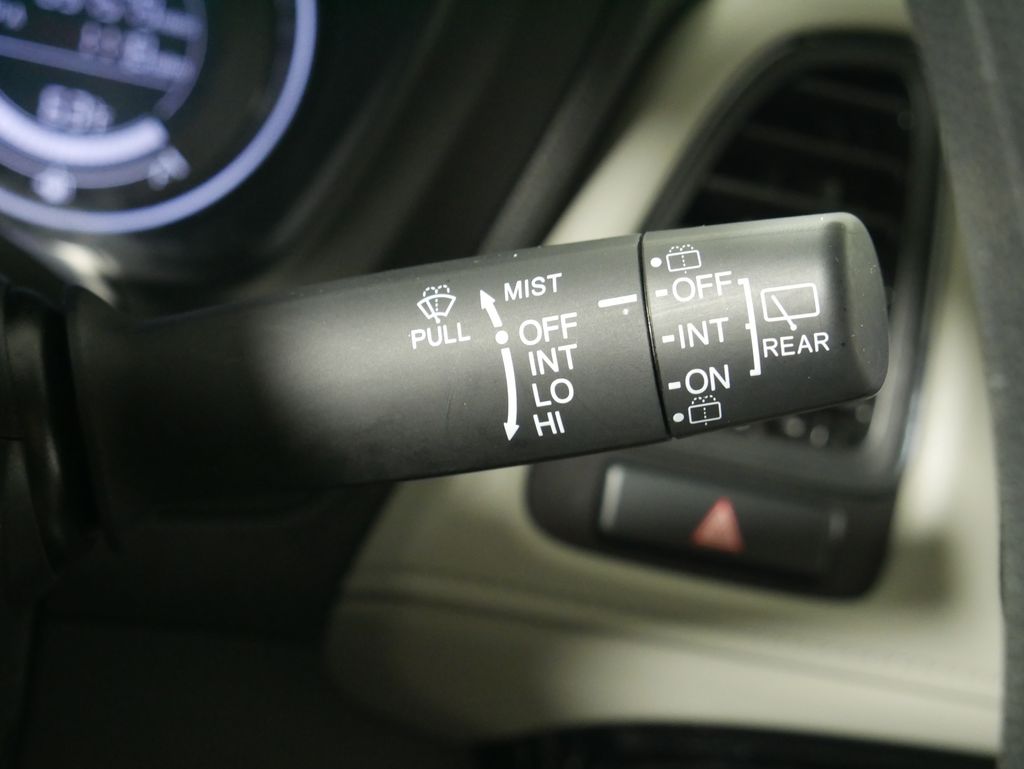 MIST
PULL
OFF
INT
LO
HI
OFF
INT
ON
REAR